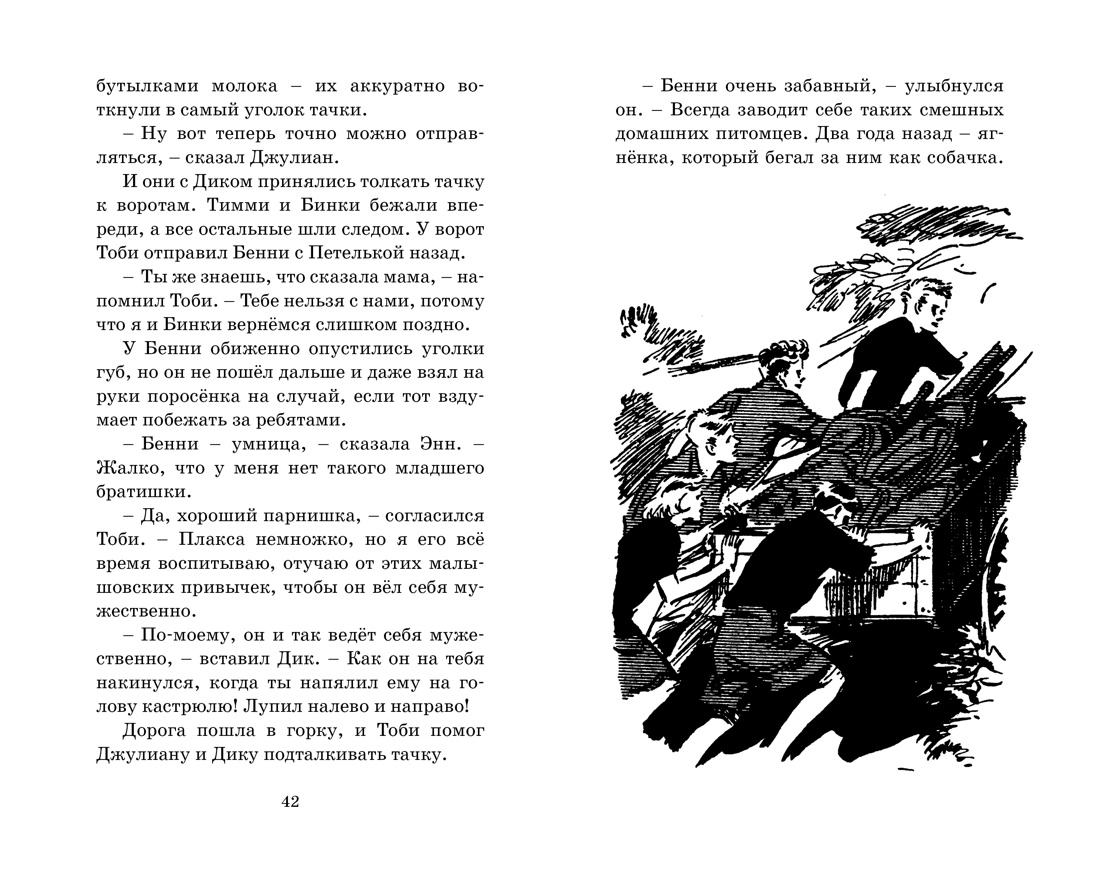 бутылками молока – их аккуратно во-
ткнули в самый уголок тачки.
– Ну вот теперь точно можно отправ-
ляться, – сказал Джулиан.
И они с Диком принялись толкать тачку
к воротам. Тимми и Бинки бежали впе-
реди, а все остальные шли следом. У ворот
Тоби отправил Бенни с Петелькой назад.
– Ты же знаешь, что сказала мама, – на-
помнил Тоби. – Тебе нельзя с нами, потому
что я и Бинки вернёмся слишком поздно.
У Бенни обиженно опустились уголки
губ, но он не пошёл дальше и даже взял на
руки поросёнка на случай, если тот взду-
мает побежать за ребятами.
– Бенни – умница, – сказала Энн. –
Жалко, что у меня нет такого младшего
братишки.
– Да, хороший парнишка, – согласился
Тоби. – Плакса немножко, но я его всё
время воспитываю, отучаю от этих малы-
шовских привычек, чтобы он вёл себя му-
жественно.
– По-моему, он и так ведёт себя муже-
ственно, – вставил Дик. – Как он на тебя
накинулся, когда ты напялил ему на го-
лову кастрюлю! Лупил налево и направо!
Дорога пошла в горку, и Тоби помог
Джулиану и Дику подталкивать тачку.
42
– Бенни очень забавный, – улыбнулся
он. – Всегда заводит себе таких смешных
домашних питомцев. Два года назад – яг-
нёнка, который бегал за ним как собачка.